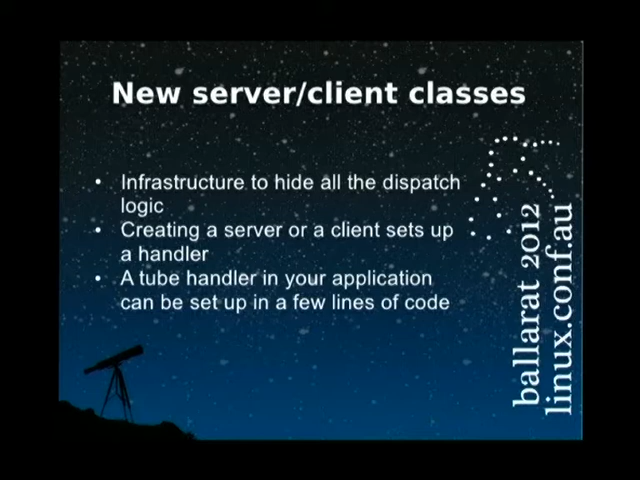 New server/client classes
• Infrastructure to hide all the dispatch
logic
• Creating a server or a client sets up
a handler
• A tube handler in your application
can be set up in a few lines of code
ballarat 2012
linux.conf.au